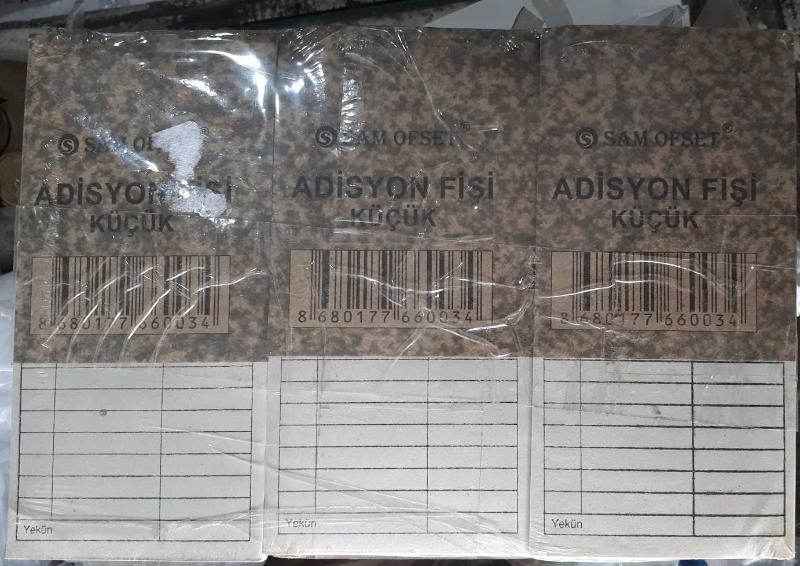 SAM OFSET®
ADİSYON FİŞİ
KÜÇÜK
8 680177 660034
Yekün
SAM OFSET®
ADİSYON FİŞİ
KÜÇÜK
8 680177 660034
Yekün
SAM OFSET®
ADİSYON FİŞİ
KÜÇÜK
8 680177 660034
Yekün